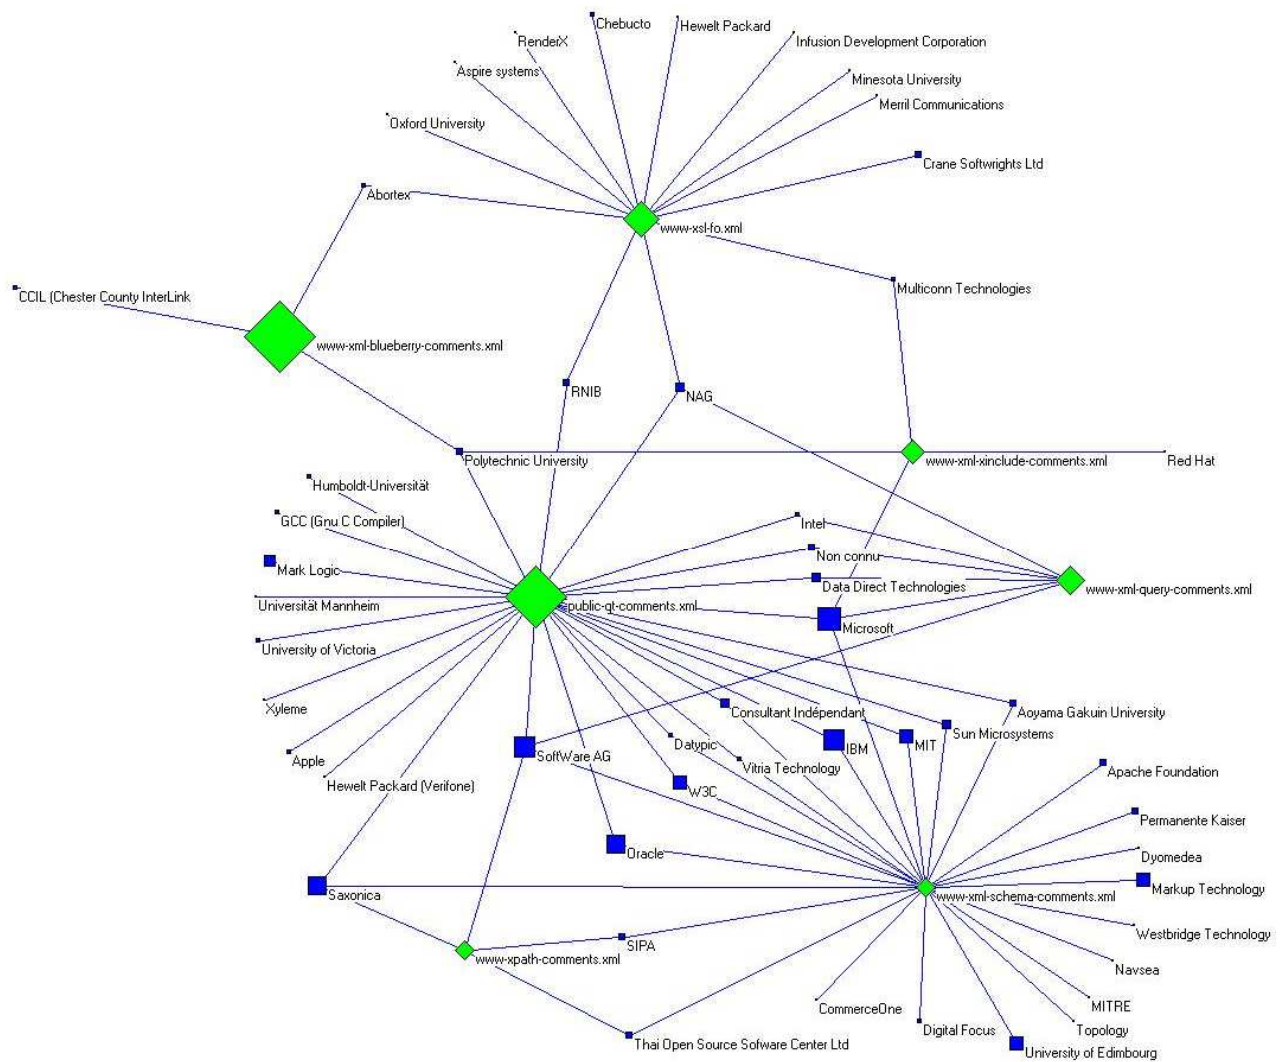 Chebucto
Hewelt Packard
RenderX
Infusion Development Corporation
Aspire systems
Minesota University
Merril Communications
Oxford University
Crane Softwrights Ltd
Abortex
www-xsl-fo.xml
Multiconn Technologies
CCIL (Chester County InterLink
www-xml-blueberry-comments.xml
RNIB
NAG
Polytechnic University
www-xml-xinclude-comments.xml
Red Hat
Humboldt-Universität
GCC (Gnu C Compiler)
Intel
Non connu
Mark Logic
Data Direct Technologies
www-xml-query-comments.xml
Universität Mannheim
public-qt-comments.xml
Microsoft
University of Victoria
Xyleme
Consultant Indépendant
Aoyama Gakuin University
Sun Microsystems
Datypic
IBM
MIT
SoftWare AG
Apple
Vitria Technology
Apache Foundation
Hewelt Packard (Verifone)
W3C
Permanente Kaiser
Oracle
Dyomedea
Saxonica
Markup Technology
www-xml-schema-comments.xml
Westbridge Technology
SIPA
www-xpath-comments.xml
Navsea
CommerceOne
MITRE
Digital Focus
Topology
Thai Open Source Sofware Center Ltd
University of Edimbourg